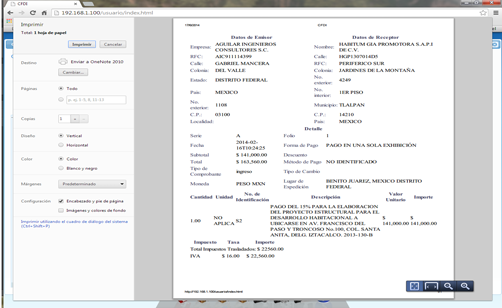 CFDI
192.168.1.100/usuario/index.html
Imprimir
Total: 1 hoja de papel
Imprimir
Cancelar
Destino
Enviar a OneNote 2010
Cambiar...
Páginas
Todo
p. ej. 1-5, 8, 11-13
Copias
1
Diseño
Vertical
Horizontal
Color
Color
Blanco y negro
Márgenes
Predeterminado
Configuración
Encabezado y pie de página
Imágenes y colores de fondo
Imprimir utilizando el cuadro de diálogo del sistema
(Ctrl+Shift+P)
CFDI
Datos de Emisor
Empresa: AGUILAR INGENIEROS
CONSULTORES S.C.
RFC: AIC911114399
Calle: GABRIEL MANCERA
Colonia: DEL VALLE
Estado: DISTRITO FEDERAL
País: MEXICO
No.
exterior: 1108
C.P.: 03100
Localidad:
Datos de Receptor
Nombre: HABITUM GIA PROMOTORA S.A.P.I
DE C.V.
RFC: HGP1307014D5
Calle: PERIFERICO SUR
Colonia: JARDINES DE LA MONTAÑA
No.
exterior: 4249
No.
interior: 1ER PISO
Municipio: TLALPAN
C.P.: 14210
País: MEXICO
Detalle
Serie A Folio 1
Fecha 2014-02-
16T10:24:25 Forma de Pago PAGO EN UNA SOLA EXHIBICIÓN
Subtotal $ 141,000.00 Descuento
Total $ 163,560.00 Método de Pago NO IDENTIFICADO
Tipo de
Comprobante ingreso Tipo de Cambio
Moneda PESO MXN Lugar de
Expedición BENITO JUAREZ, MEXICO DISTRITO
FEDERAL
Cantidad Unidad No. de
Identificación Descripción Valor
Unitario Importe
1.00 NO
APLICA S2 PAGO DEL 15% PARA LA ELABORACION
DEL PROYECTO ESTRUCTURAL PARA EL
DESARROLLO HABITACIONAL A
UBICARSE EN AV. FRANCISCO DEL
PASO Y TRONCOSO No.100, COL. SANTA
ANITA, DELG. IZTACALCO. 2013-130-B
$ 141,000.00 $ 141,000.00
Impuesto Tasa Importe
Total Impuestos Trasladados $ 22560.00
IVA $ 16.00 $ 22,560.00
http://192.168.1.100/usuario/index.html